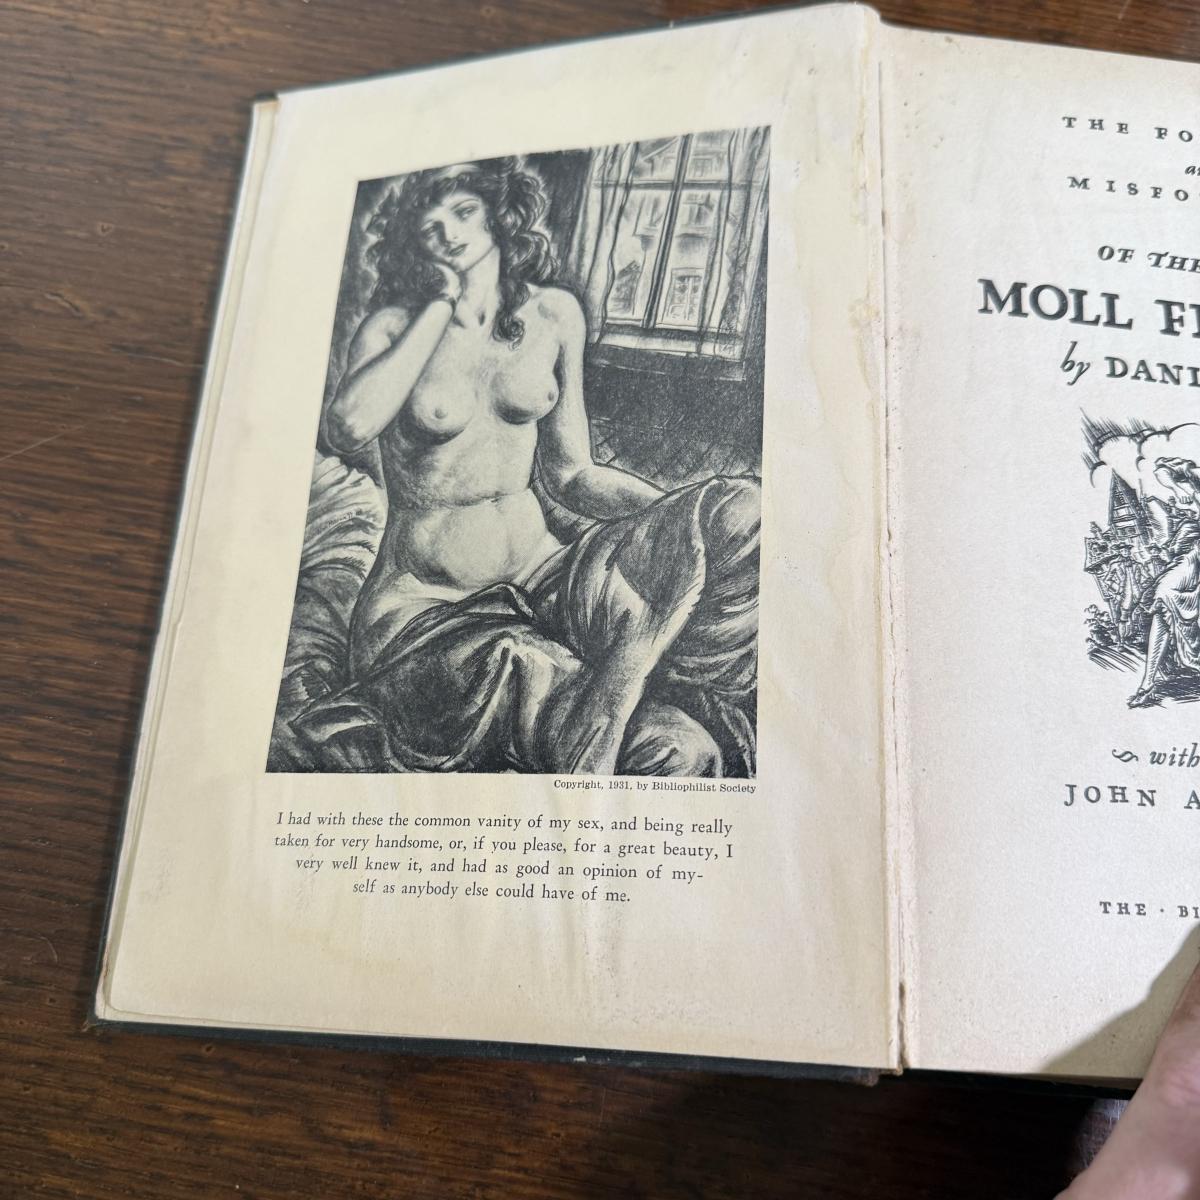 Copyright, 1931, by Bibliophilist Society
I had with these the common vanity of my sex, and being really
taken for very handsome, or, if you please, for a great beauty, I
very well knew it, and had as good an opinion of my-
self as anybody else could have of me.
THE FO
MISFO
OF THE
MOLL
by DANI
with
JOHN A
THE · BI